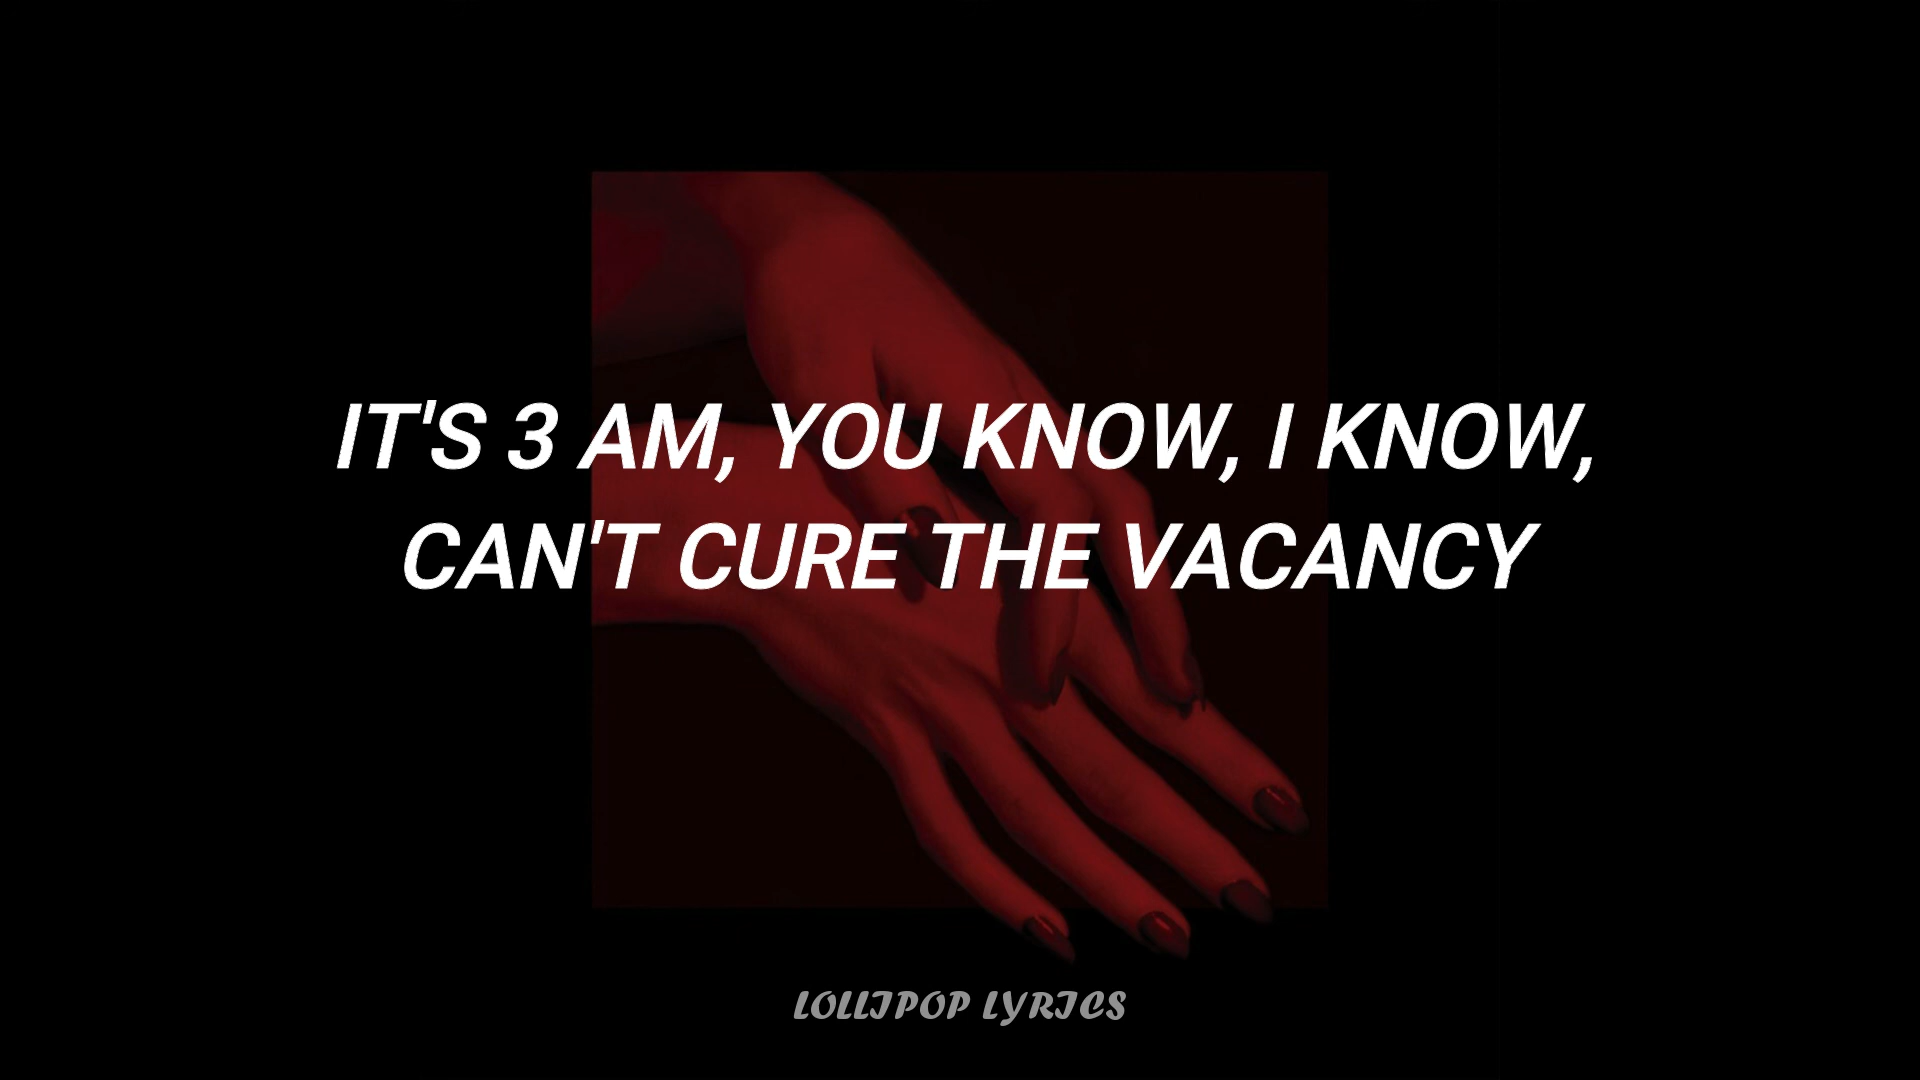 IT'S 3 AM, YOU KNOW, I KNOW,
CAN'T CURE THE VACANCY
LOLLIPOP LYRICS